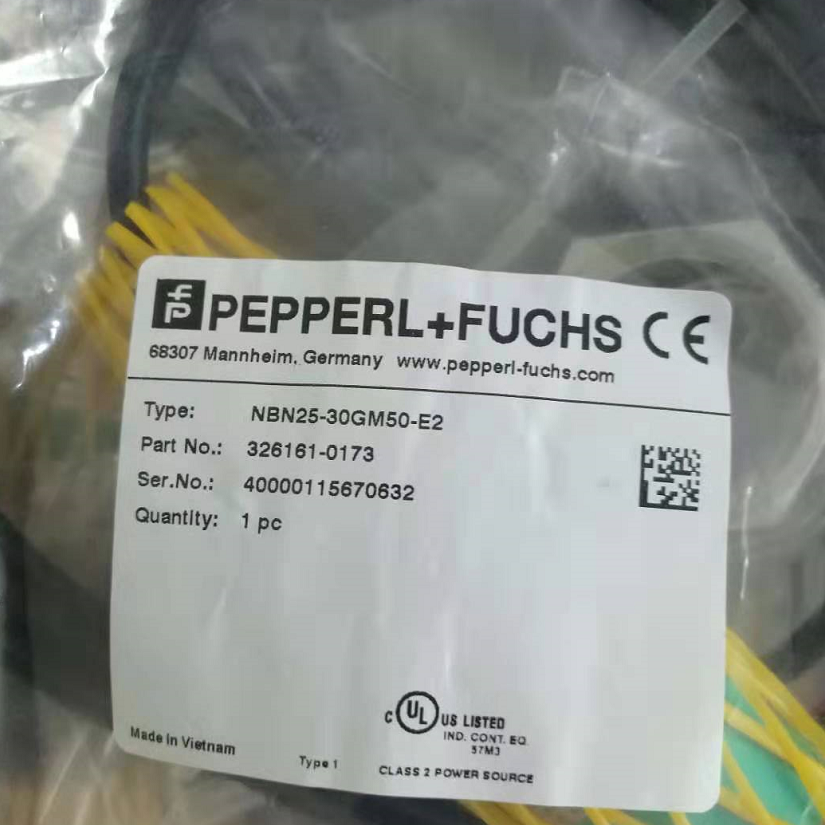 PEPPERL+FUCHS CE
68307 Mannheim, Germany www.pepperl-fuchs.com
Type: NBN25-30GM50-E2
Part No.: 326161-0173
Ser.No.: 40000115670632
Quantity: 1 pc
C UL US LISTED
IND. CONT. EQ.
57M3
Made in Vietnam
Type 1
CLASS 2 POWER SOURCE